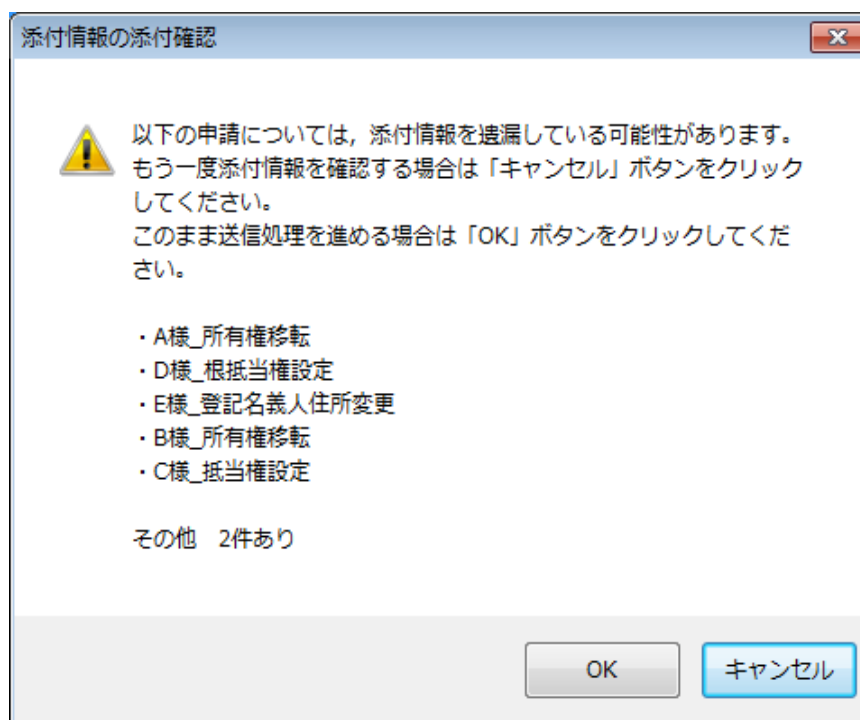 添付情報の添付確認
以下の申請については，添付情報を遺漏している可能性があります。
もう一度添付情報を確認する場合は「キャンセル」ボタンをクリック
してください。
このまま送信処理を進める場合は「OK」ボタンをクリックしてくだ
さい。
・A様_所有権移転
・D様_根抵当権設定
・E様_登記名義人住所変更
・B様_所有権移転
・C様_抵当権設定
その他　2件あり
OK
キャンセル